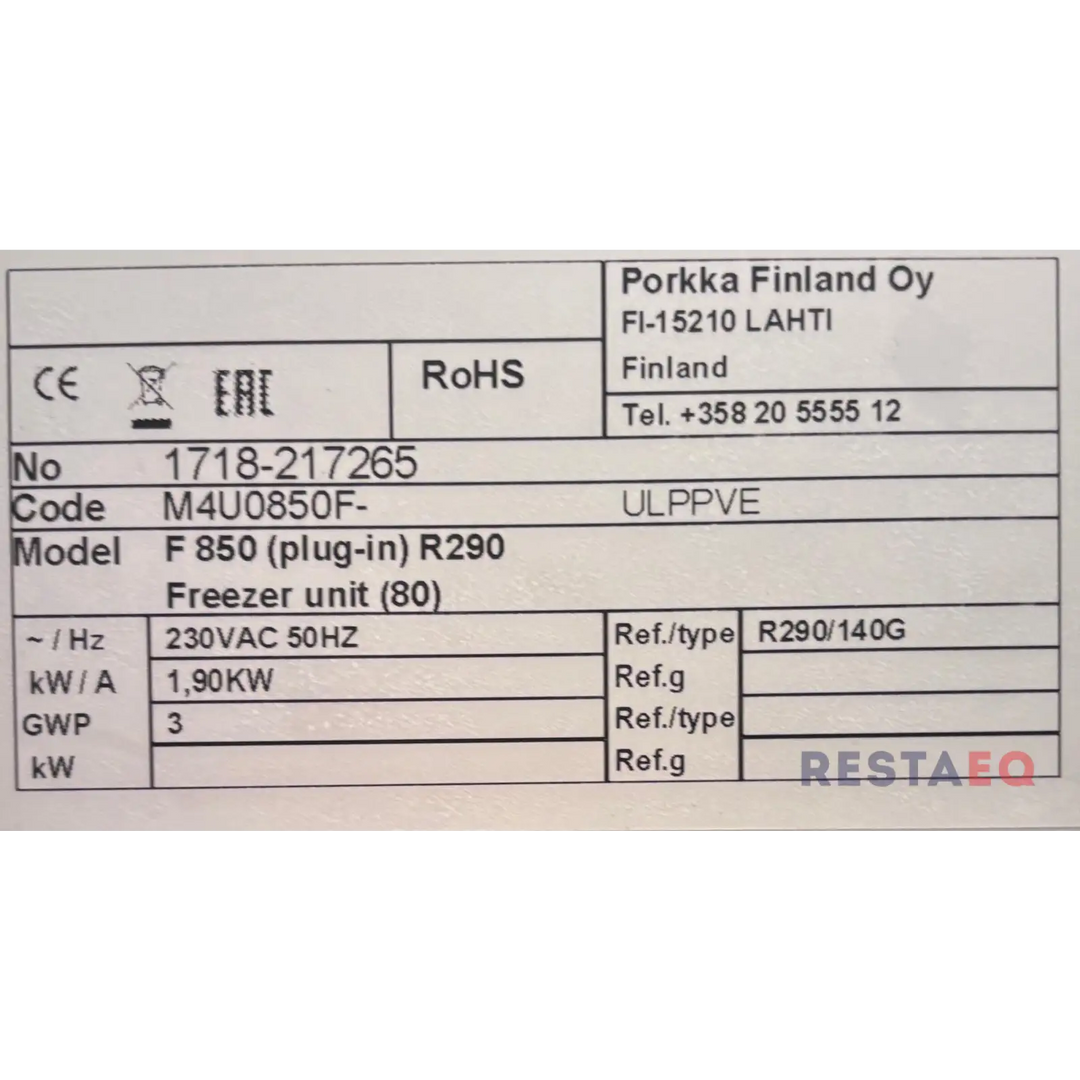 Porkka Finland Oy
FI-15210 LAHTI
Finland
Tel. +358 20 5555 12
CE EAC RoHS
No 1718-217265
Code M4U0850F- ULPPVE
Model F 850 (plug-in) R290
Freezer unit (80)
~ / Hz 230VAC 50HZ Ref./type R290/140G
kW / A 1,90KW Ref.g
GWP 3 Ref./type
kW Ref.g
RESTAEQ